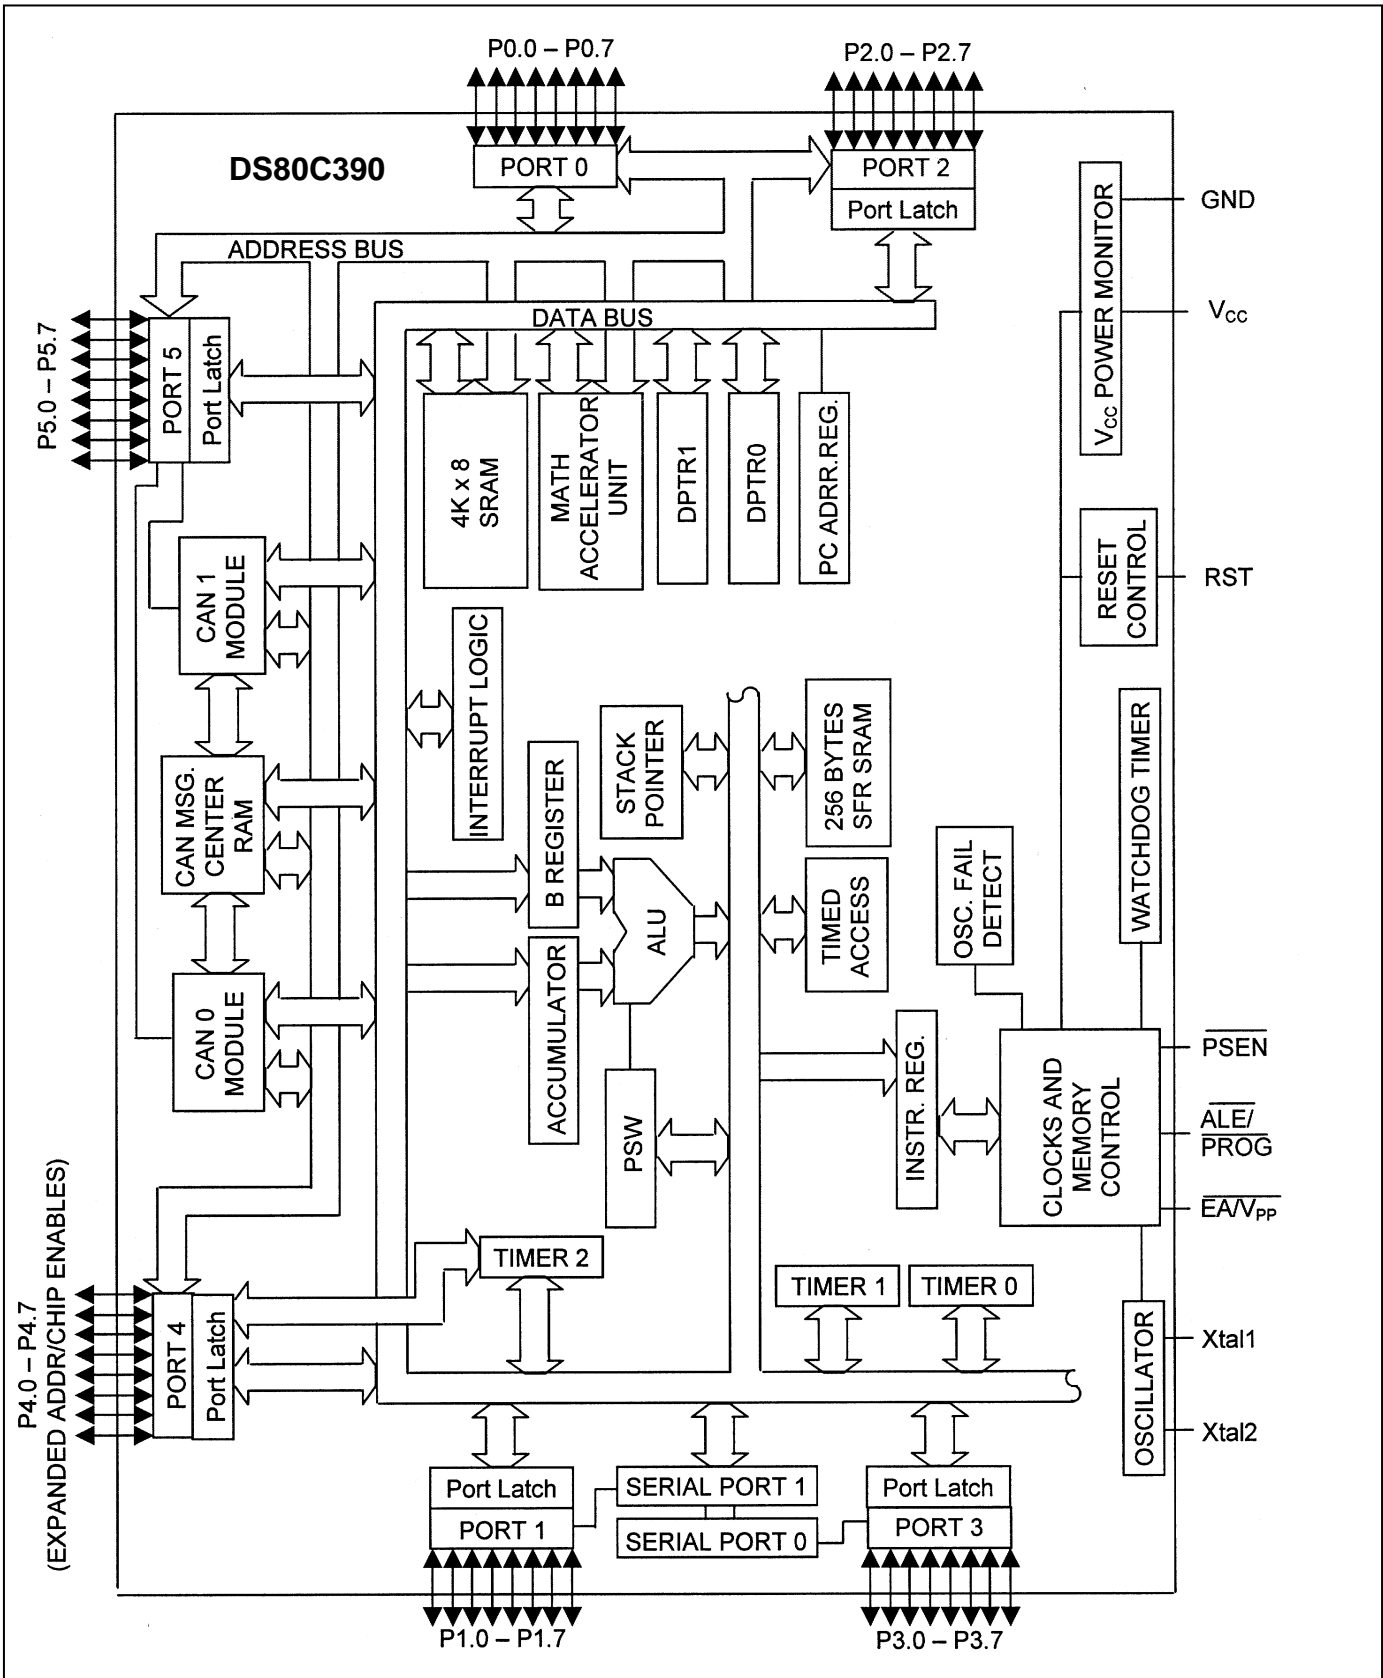 P0.0 – P0.7
P2.0 – P2.7
DS80C390
PORT 0
PORT 2
Port Latch
ADDRESS BUS
DATA BUS
P5.0 – P5.7
PORT 5
Port Latch
4K x 8
SRAM
MATH
ACCELERATOR
UNIT
DPTR1
DPTR0
PC ADRR.REG.
VCC POWER MONITOR
GND
VCC
RESET
CONTROL
RST
CAN 1
MODULE
INTERRUPT LOGIC
CAN MSG.
CENTER
RAM
B REGISTER
STACK
POINTER
256 BYTES
SFR SRAM
WATCHDOG TIMER
OSC. FAIL
DETECT
ALU
TIMED
ACCESS
CAN 0
MODULE
ACCUMULATOR
PSW
INSTR. REG.
CLOCKS AND
MEMORY
CONTROL
PSEN
ALE/
PROG
EA/VPP
P4.0 – P4.7
(EXPANDED ADDR/CHIP ENABLES)
PORT 4
Port Latch
TIMER 2
TIMER 1
TIMER 0
OSCILLATOR
Xtal1
Xtal2
Port Latch
PORT 1
SERIAL PORT 1
SERIAL PORT 0
Port Latch
PORT 3
P1.0 – P1.7
P3.0 – P3.7